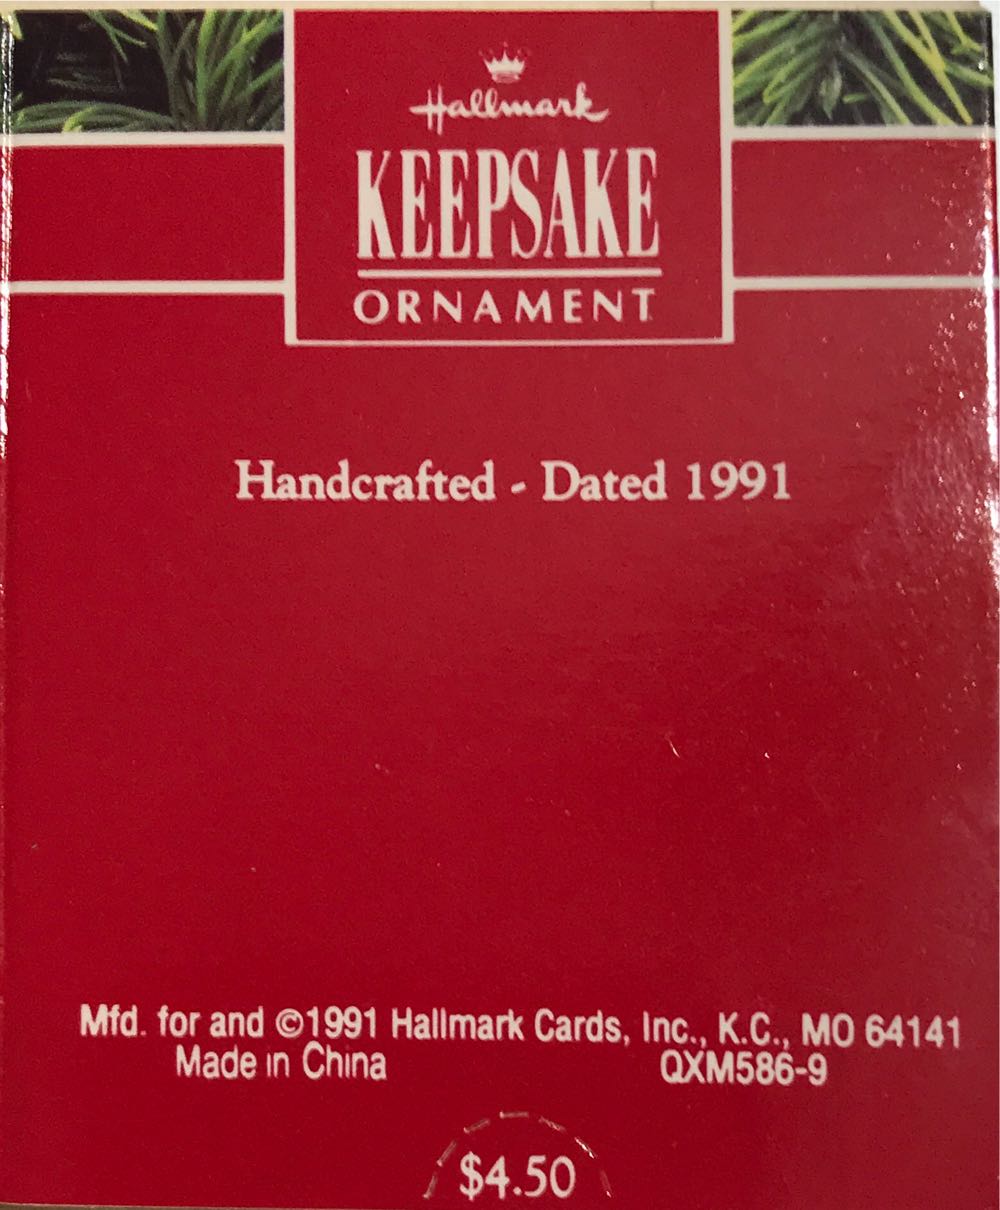 Hallmark
KEEPSAKE
ORNAMENT
Handcrafted - Dated 1991
Mfd. for and ©1991 Hallmark Cards, Inc., K.C., MO 64141
Made in China QXM586-9
$4.50